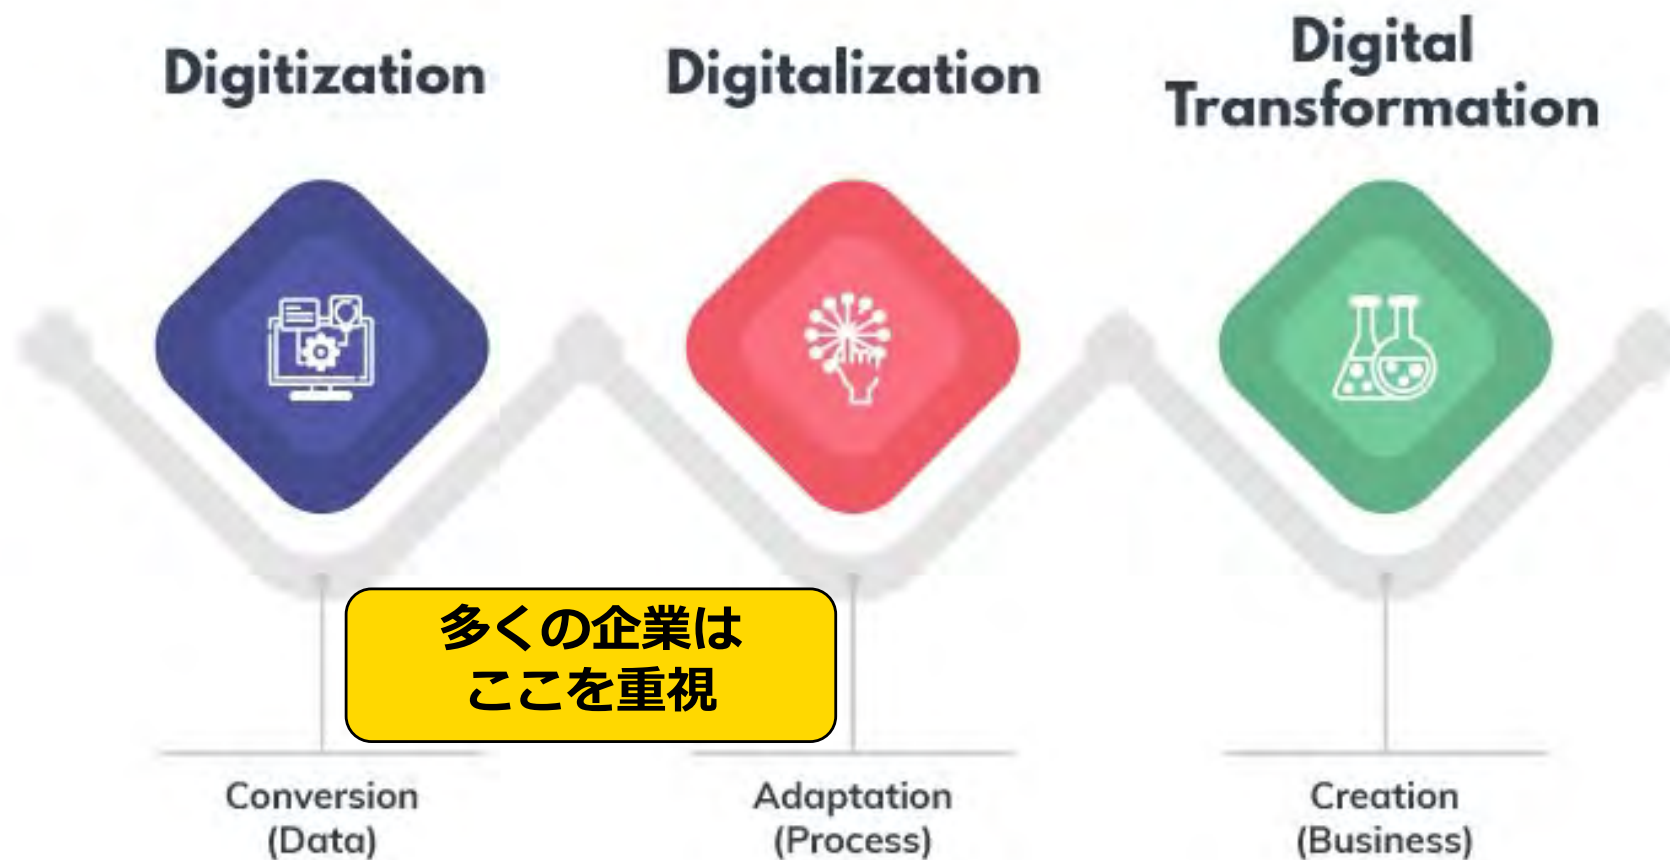 Digitization
Digitalization
Digital
Transformation
多くの企業は
ここを重視
Conversion
(Data)
Adaptation
(Process)
Creation
(Business)